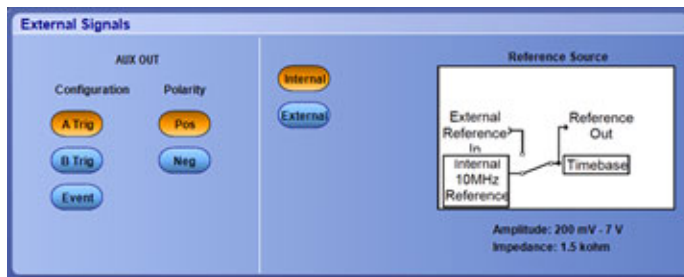 External Signals
AUX OUT
Configuration
Polarity
A Trig
Pos
B Trig
Neg
Event
Internal
External
Reference Source
External
Reference
In
Reference
Out
Internal
10MHz
Reference
Timebase
Amplitude: 200 mV - 7 V
Impedance: 1.5 kohm